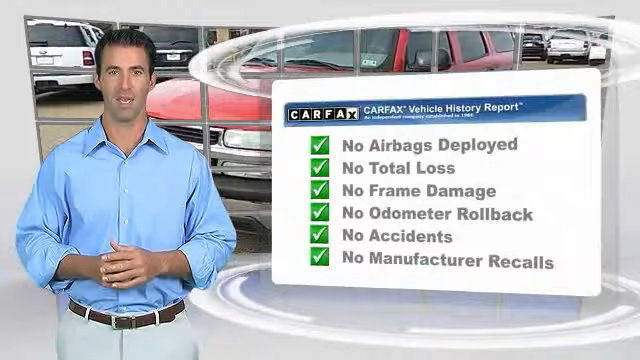 CARFAX CARFAX Vehicle History Report™
An independent company established in 1986
No Airbags Deployed
No Total Loss
No Frame Damage
No Odometer Rollback
No Accidents
No Manufacturer Recalls